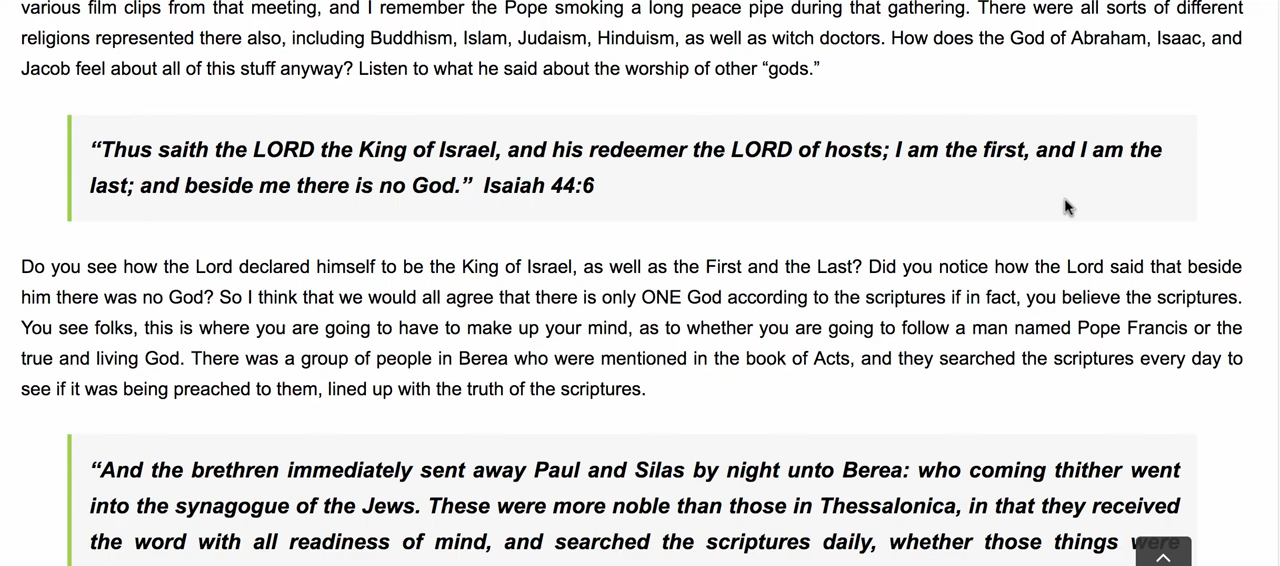 various film clips from that meeting, and I remember the Pope smoking a long peace pipe during that gathering. There were all sorts of different
religions represented there also, including Buddhism, Islam, Judaism, Hinduism, as well as witch doctors. How does the God of Abraham, Isaac, and
Jacob feel about all of this stuff anyway? Listen to what he said about the worship of other “gods.”
“Thus saith the LORD the King of Israel, and his redeemer the LORD of hosts; I am the first, and I am the
last; and beside me there is no God.” Isaiah 44:6
Do you see how the Lord declared himself to be the King of Israel, as well as the First and the Last? Did you notice how the Lord said that beside
him there was no God? So I think that we would all agree that there is only ONE God according to the scriptures if in fact, you believe the scriptures.
You see folks, this is where you are going to have to make up your mind, as to whether you are going to follow a man named Pope Francis or the
true and living God. There was a group of people in Berea who were mentioned in the book of Acts, and they searched the scriptures every day to
see if it was being preached to them, lined up with the truth of the scriptures.
“And the brethren immediately sent away Paul and Silas by night unto Berea: who coming thither went
into the synagogue of the Jews. These were more noble than those in Thessalonica, in that they received
the word with all readiness of mind, and searched the scriptures daily, whether those things were